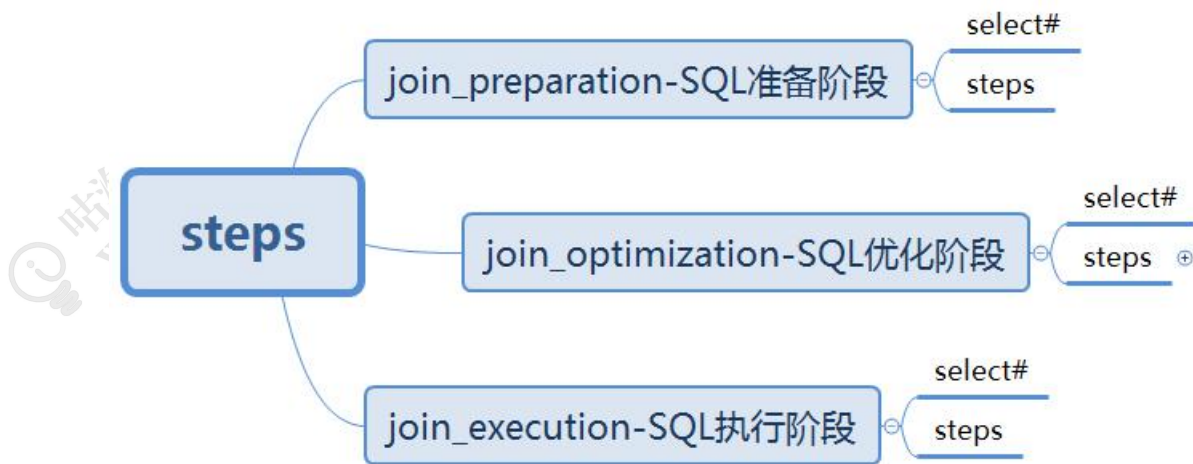 select#
join_preparation-SQL准备阶段
steps
steps
select#
join_optimization-SQL优化阶段
steps
select#
join_execution-SQL执行阶段
steps